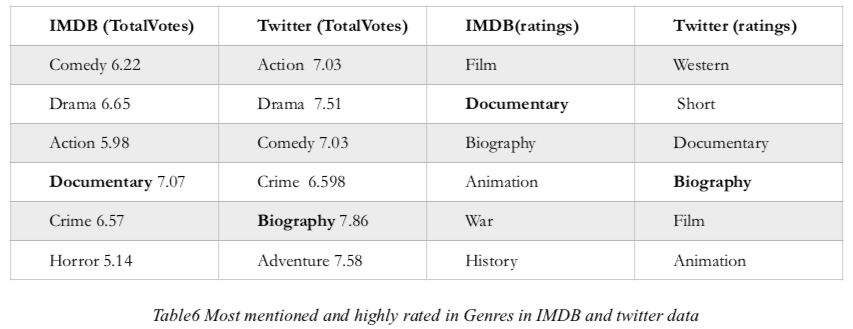 IMDB (TotalVotes) Twitter (TotalVotes) IMDB(ratings) Twitter (ratings)
Comedy 6.22 Action 7.03 Film Western
Drama 6.65 Drama 7.51 Documentary Short
Action 5.98 Comedy 7.03 Biography Documentary
Documentary 7.07 Crime 6.598 Animation Biography
Crime 6.57 Biography 7.86 War Film
Horror 5.14 Adventure 7.58 History Animation
Table6 Most mentioned and highly rated in Genres in IMDB and twitter data